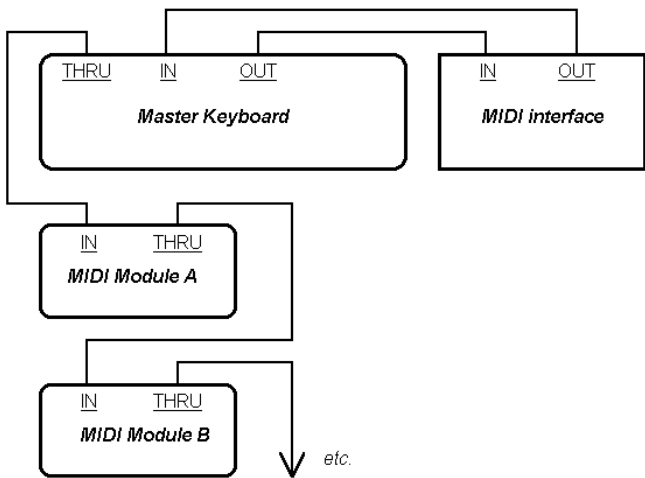 THRU IN OUT IN OUT
Master Keyboard MIDI interface
IN THRU
MIDI Module A
IN THRU
MIDI Module B
etc.